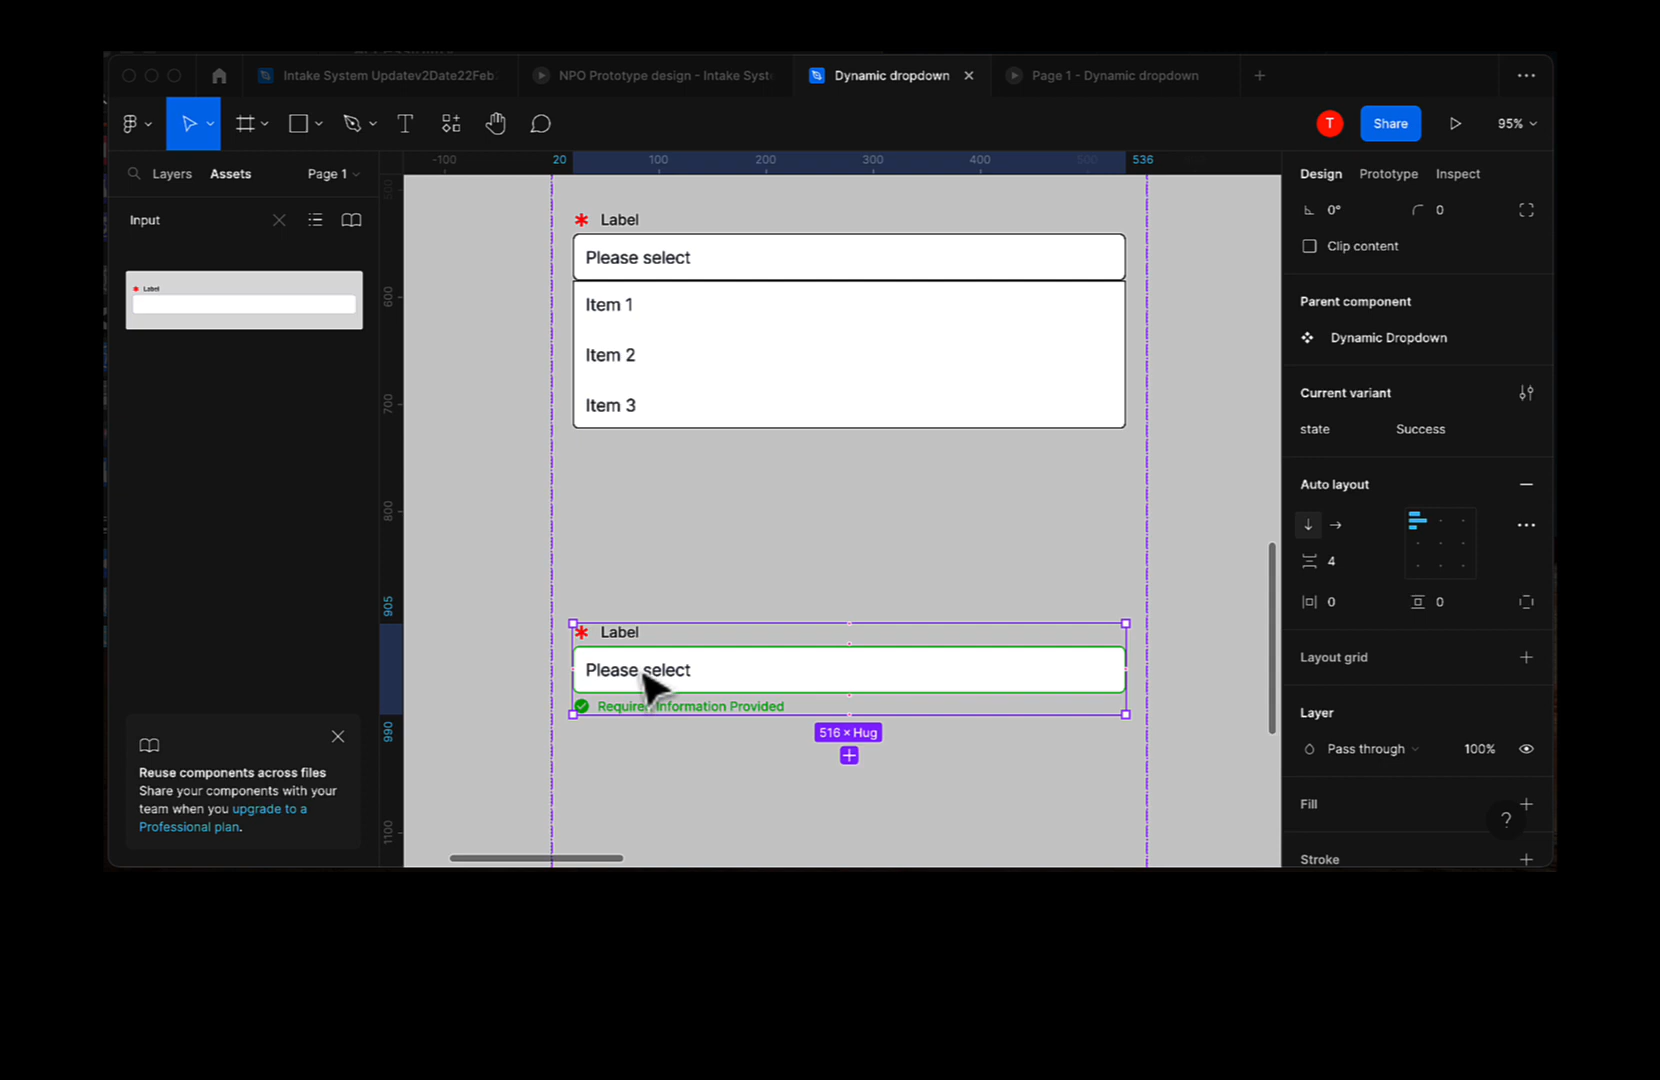 Intake System Updatev2Date22Feb
NPO Prototype design - Intake Syst
Dynamic dropdown
Page 1 - Dynamic dropdown
T
Share
95%
Layers
Assets
Page 1
-100
20
100
200
300
400
500
536
Design
Prototype
Inspect
Input
0°
0
Clip content
* Label
Please select
Item 1
Item 2
Item 3
* Label
500
600
700
800
905
990
1100
Parent component
Dynamic Dropdown
Current variant
state
Success
Auto layout
4
0
0
Layout grid
* Label
Please select
Required Information Provided
516 × Hug
Layer
Pass through
100%
Fill
?
Stroke
Reuse components across files
Share your components with your
team when you upgrade to a
Professional plan.